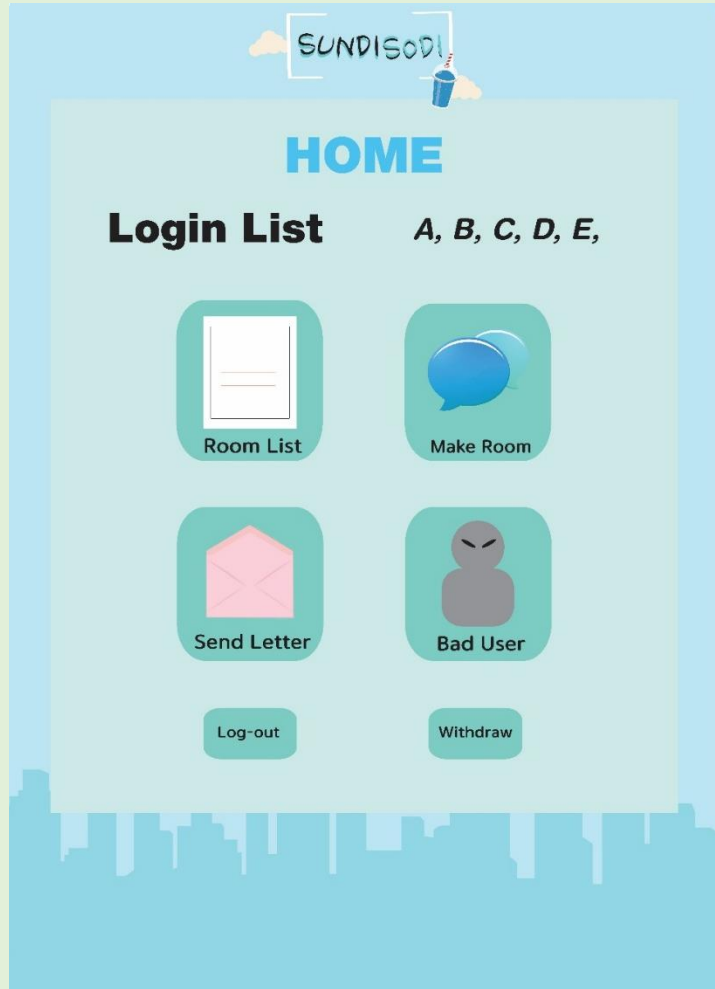 SUNDISODI
HOME
Login List A, B, C, D, E,
Room List Make Room
Send Letter Bad User
Log-out Withdraw